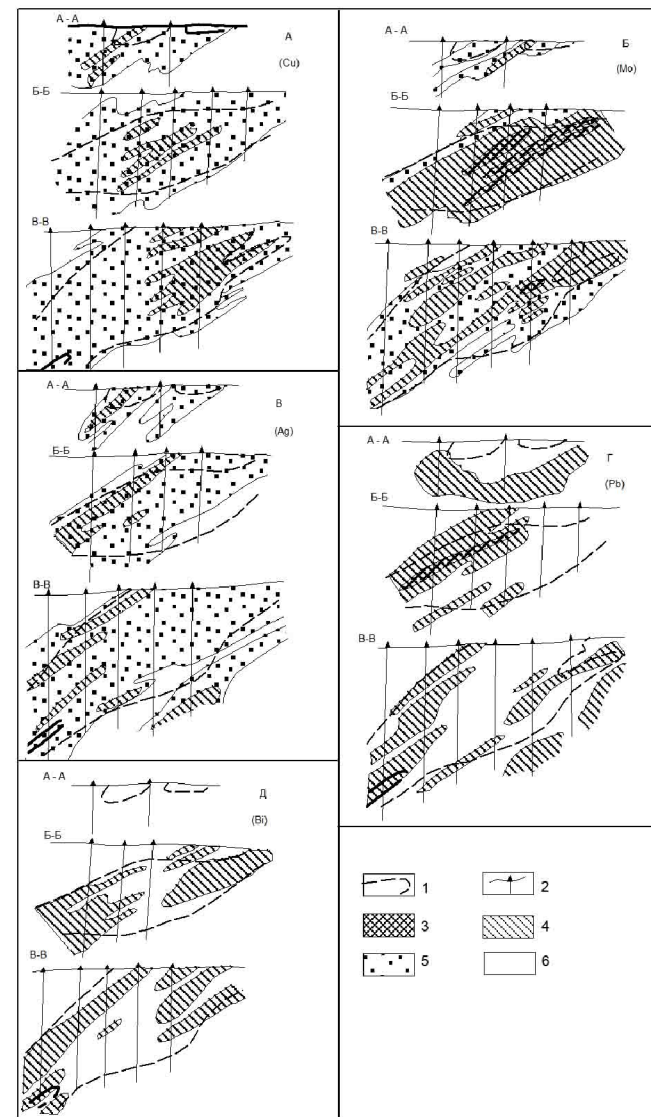 А - А
А
(Cu)
Б-Б
В-В
А - А
Б
(Mo)
Б-Б
В-В
А - А
В
(Ag)
Б-Б
В-В
А - А
Г
(Pb)
Б-Б
В-В
А - А
Д
(Bi)
Б-Б
В-В
1 2
3 4
5 6